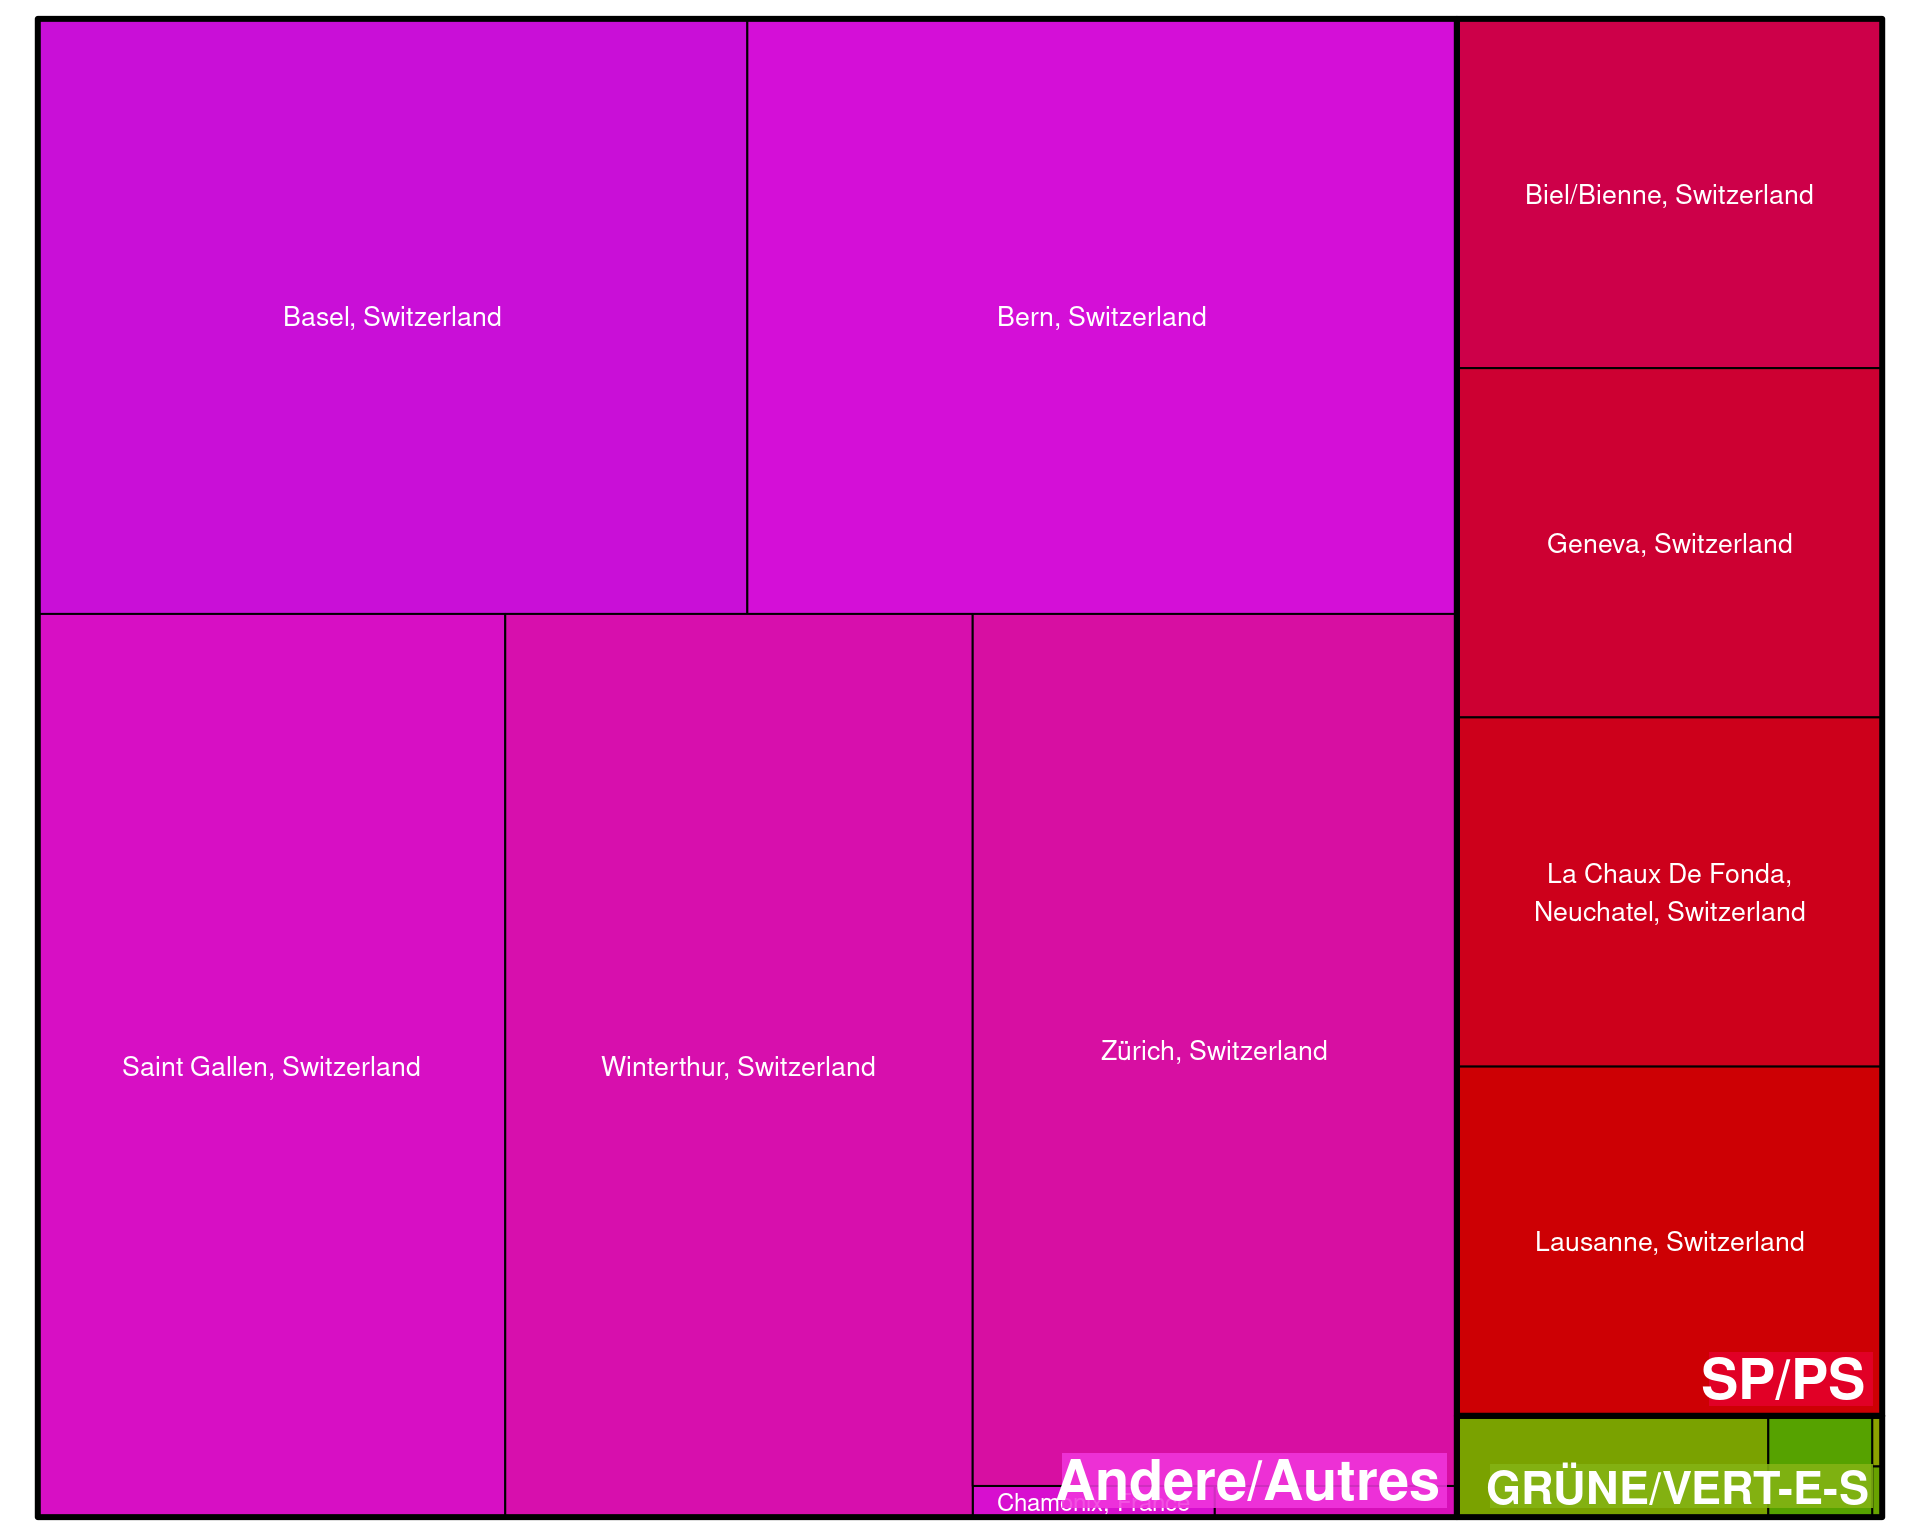 Basel, Switzerland
Bern, Switzerland
Biel/Bienne, Switzerland
Geneva, Switzerland
La Chaux De Fonda,
Neuchatel, Switzerland
Saint Gallen, Switzerland
Winterthur, Switzerland
Zürich, Switzerland
Lausanne, Switzerland
SP/PS
Andere/Autres
Chamonix, France
GRÜNE/VERT-E-S